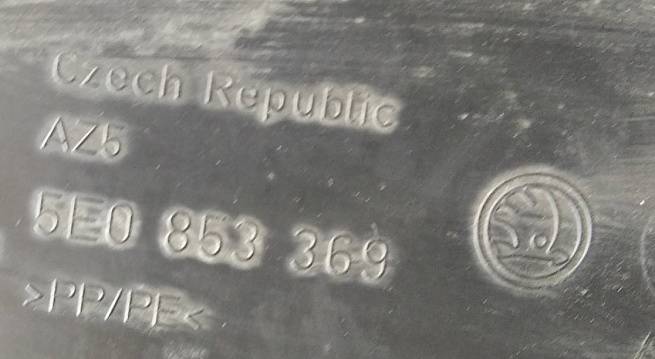 Czech Republic
AZ5
5E0 853 369
>PP/PE<